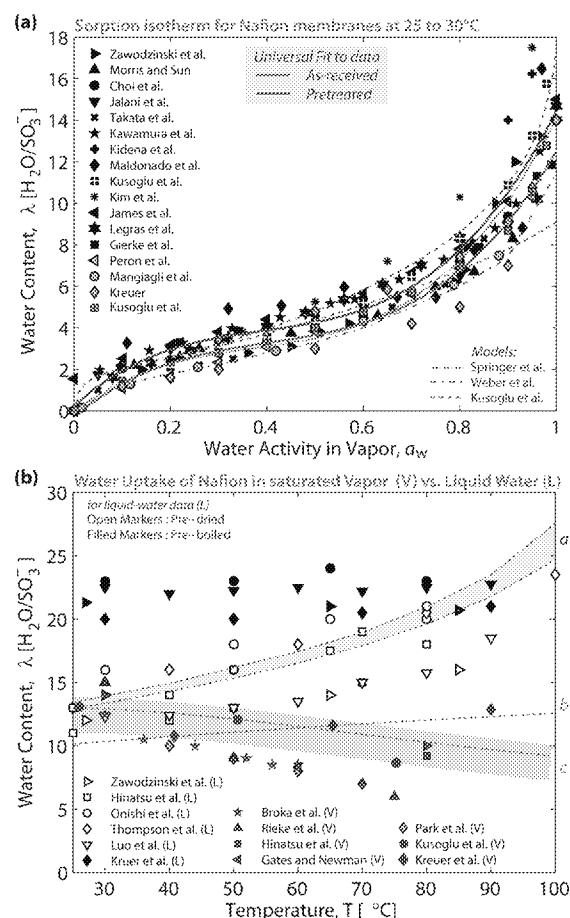 (a) Sorption isotherm for Nafion membranes at 25 to 30°C
18
16
14
12
10
8
6
4
2
0
Water Content, λ [H2O/SO3-]
Zawodzinski et al.
Morris and Sun
Choi et al.
Jalani et al.
Takata et al.
Kawamura et al.
Kidena et al.
Maldonado et al.
Kusoglu et al.
Kim et al.
James et al.
Legras et al.
Gierke et al.
Peron et al.
Mangiagli et al.
Kreuer
Kusoglu et al.
Universal Fit to data
As-received
Pretreated
Models:
Springer et al.
Weber et al.
Kusoglu et al.
0 0.2 0.4 0.6 0.8 1
Water Activity in Vapor, aw
(b) Water Uptake of Nafion in saturated Vapor (V) vs. Liquid Water (L)
30
25
20
15
10
5
0
Water Content, λ [H2O/SO3-]
for liquid-water data (L)
Open Markers : Pre-dried
Filled Markers : Pre-boiled
a
b
c
Zawodzinski et al. (L)
Hinatsu et al. (L)
Onishi et al. (L)
Thompson et al. (L)
Luo et al. (L)
Kruer et al. (L)
Broka et al. (V)
Rieke et al. (V)
Hinatsu et al. (V)
Gates and Newman (V)
Park et al. (V)
Kusoglu et al. (V)
Kreuer et al. (V)
30 40 50 60 70 80 90 100
Temperature, T [ °C]